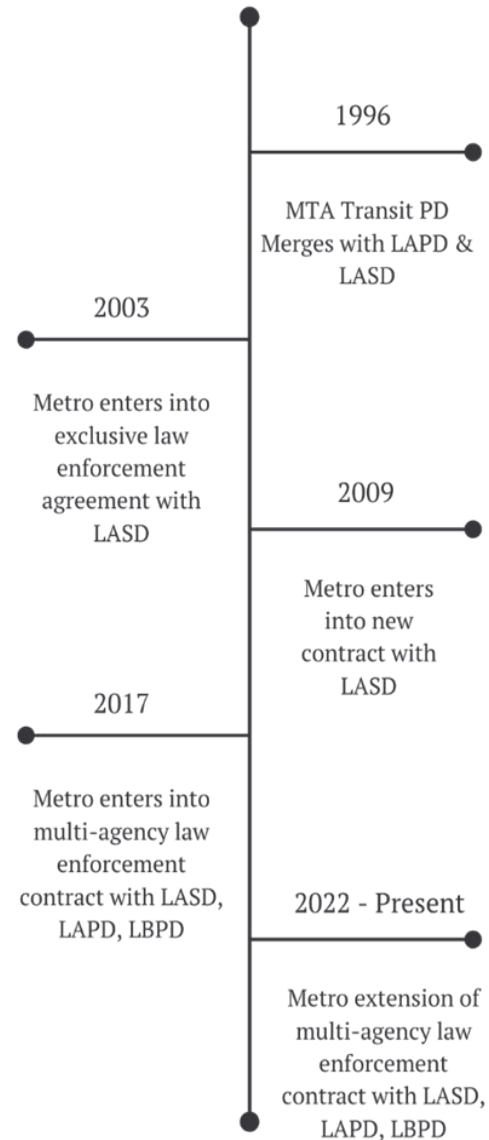 1996
MTA Transit PD
Merges with LAPD &
LASD
2003
Metro enters into
exclusive law
enforcement
agreement with
LASD
2009
Metro enters
into new
contract with
LASD
2017
Metro enters into
multi-agency law
enforcement
contract with LASD,
LAPD, LBPD
2022 - Present
Metro extension of
multi-agency law
enforcement
contract with LASD,
LAPD, LBPD